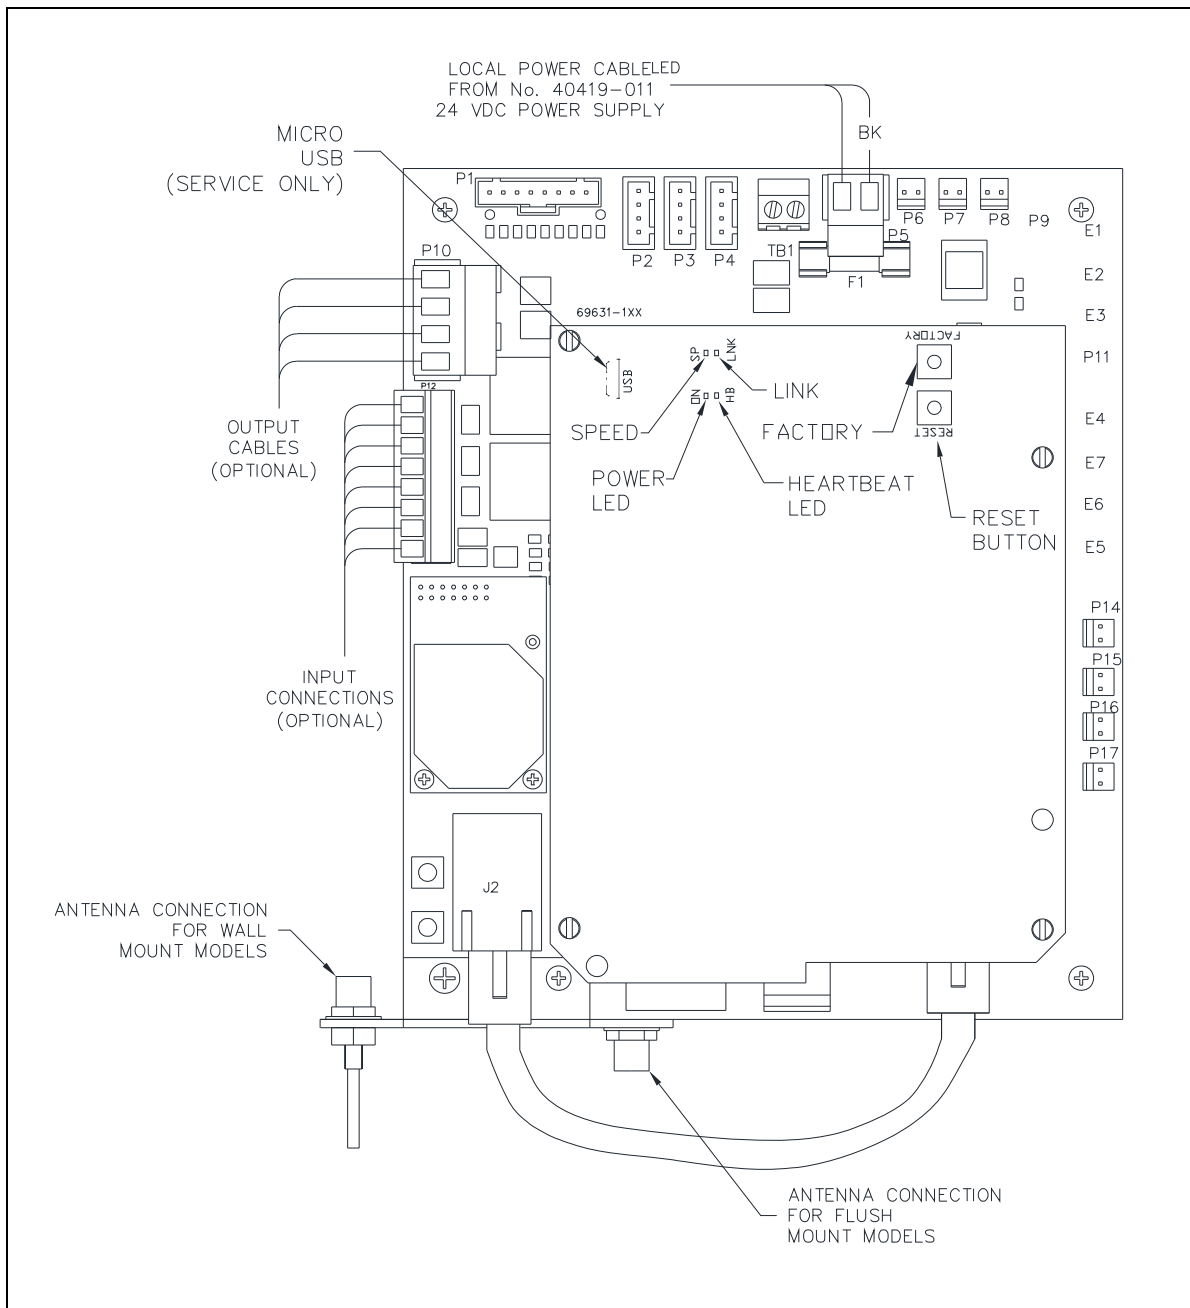 LOCAL POWER CABLELED
FROM No. 40419-011
24 VDC POWER SUPPLY
BK
MICRO
USB
(SERVICE ONLY)
P1
P2
P3
P4
TB1
P5
F1
P6
P7
P8
P9
E1
E2
E3
P11
E4
E7
E6
E5
P10
69631-1XX
P12
OUTPUT
CABLES
(OPTIONAL)
USB
SP
LNK
ON
HB
SPEED
LINK
POWER
LED
HEARTBEAT
LED
FACTORY
FACTORY
RESET
RESET
BUTTON
INPUT
CONNECTIONS
(OPTIONAL)
P14
P15
P16
P17
J2
ANTENNA CONNECTION
FOR WALL
MOUNT MODELS
ANTENNA CONNECTION
FOR FLUSH
MOUNT MODELS